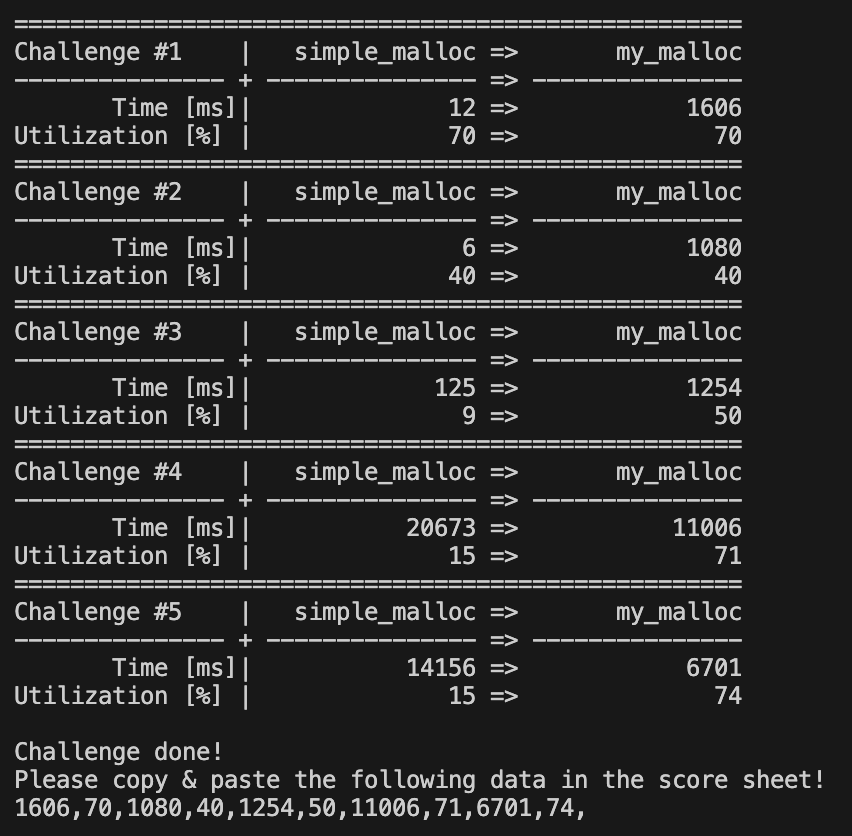 ====================================================
Challenge #1    |   simple_malloc =>       my_malloc
--------------- + --------------- => ---------------
       Time [ms]|              12 =>            1606
Utilization [%] |              70 =>              70
====================================================
Challenge #2    |   simple_malloc =>       my_malloc
--------------- + --------------- => ---------------
       Time [ms]|               6 =>            1080
Utilization [%] |              40 =>              40
====================================================
Challenge #3    |   simple_malloc =>       my_malloc
--------------- + --------------- => ---------------
       Time [ms]|             125 =>            1254
Utilization [%] |               9 =>              50
====================================================
Challenge #4    |   simple_malloc =>       my_malloc
--------------- + --------------- => ---------------
       Time [ms]|           20673 =>           11006
Utilization [%] |              15 =>              71
====================================================
Challenge #5    |   simple_malloc =>       my_malloc
--------------- + --------------- => ---------------
       Time [ms]|           14156 =>            6701
Utilization [%] |              15 =>              74

Challenge done!
Please copy & paste the following data in the score sheet!
1606,70,1080,40,1254,50,11006,71,6701,74,